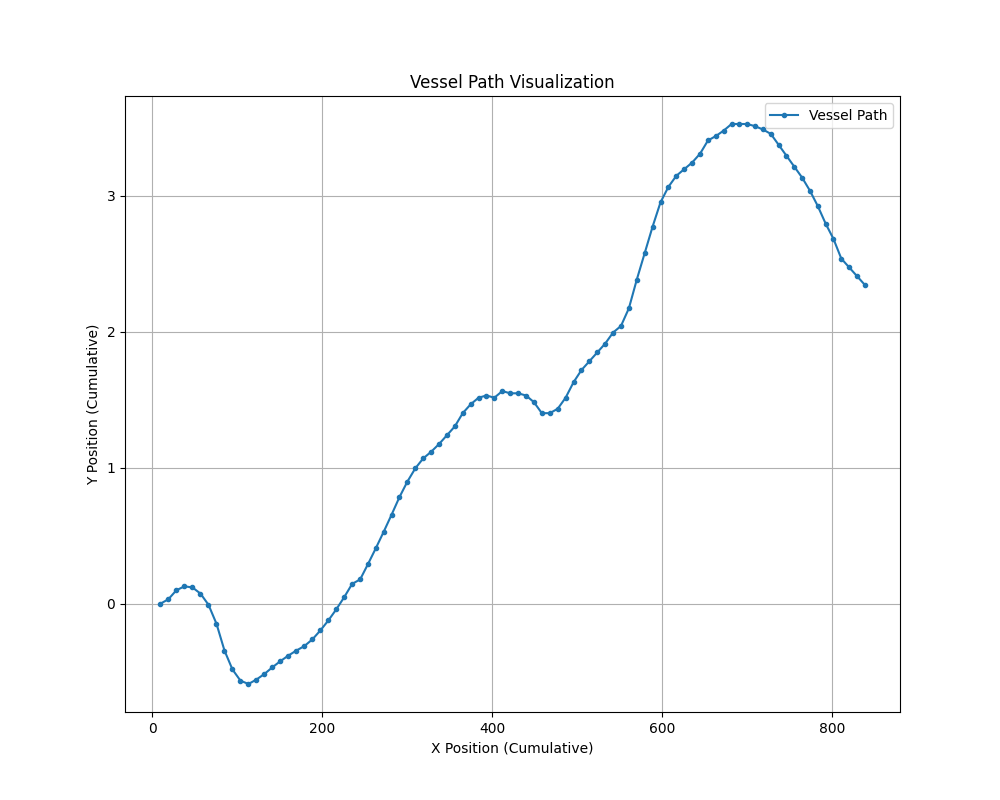 Vessel Path Visualization
Vessel Path
Y Position (Cumulative)
3
2
1
0
0 200 400 600 800
X Position (Cumulative)